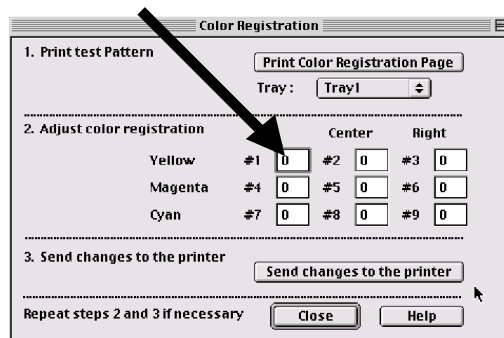 Color Registration
1. Print test Pattern
Print Color Registration Page
Tray: Tray1
2. Adjust color registration Center Right
Yellow #1 0 #2 0 #3 0
Magenta #4 0 #5 0 #6 0
Cyan #7 0 #8 0 #9 0
3. Send changes to the printer
Send changes to the printer
Repeat steps 2 and 3 if necessary Close Help